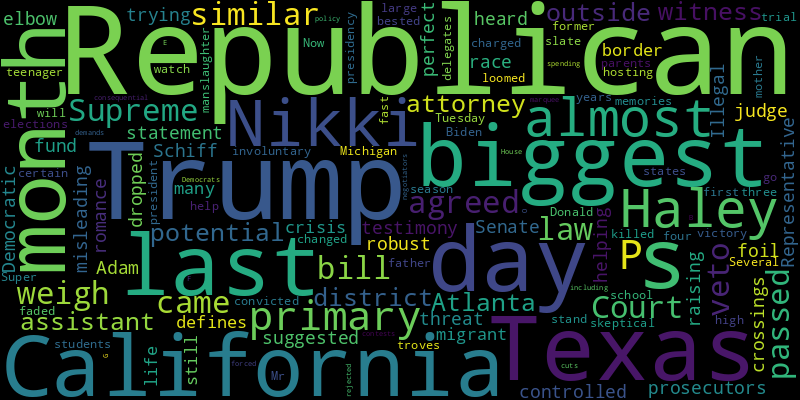 elbow trying similar heard outside witness
Republican
large bested policy perfect delegates race former slate border trial
teenager E watch manslaughter presidency Now charged loomed hosting parents spending
month Supreme Nikki fast attorney almost Illegal mother judge
elections will consequential years memories
statement Tuesday Biden
fund Schiff involuntary Michigan biggest House states Representative
Democratic certain demands misleading romance dropped president Trump Democrats negotiators season first three go
many help agreed Haley
potential crisis changed testimony Donald Senate law killed four victory
Super Adam last robust father day P s helping foil Several
weigh came bill district Atlanta including school Court raising veto passed crossings
faded assistant defines convicted primary threat migrant skeptical high
students life still suggested troves stand Texas
California Mr forced rejected controlled cuts prosecutors
G